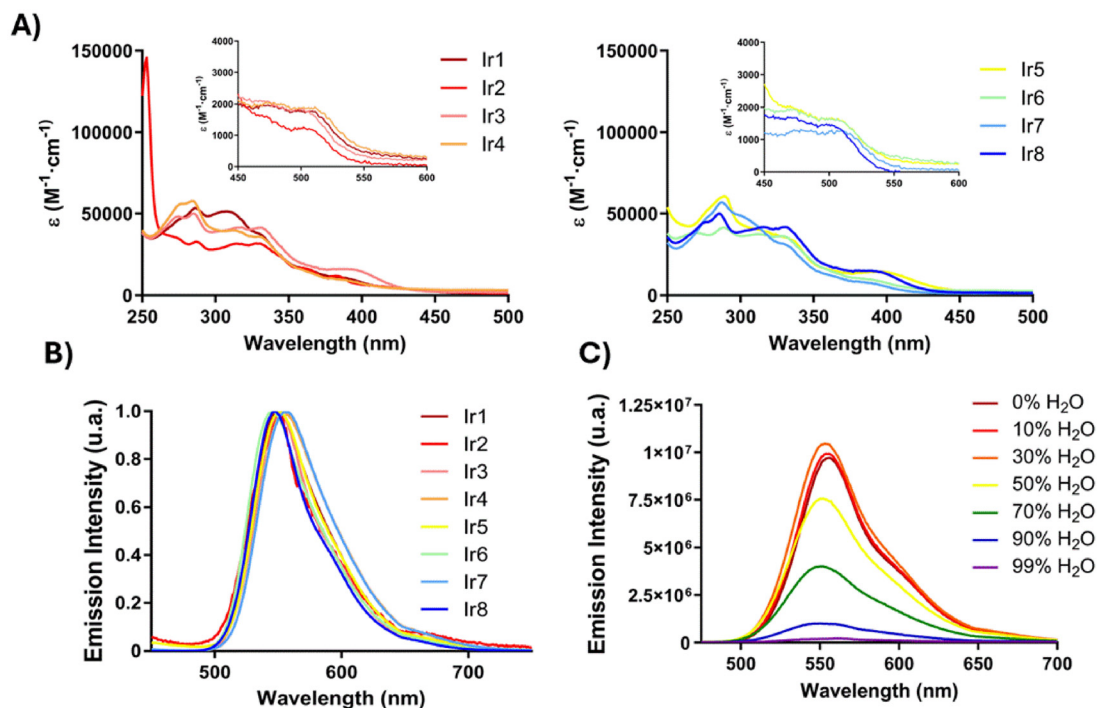 A)
150000
100000
50000
0
ε (M⁻¹·cm⁻¹)
250 300 350 400 450 500
Wavelength (nm)
4000
3000
2000
1000
0
ε (M⁻¹·cm⁻¹)
450 500 550 600
Ir1
Ir2
Ir3
Ir4
150000
100000
50000
0
ε (M⁻¹·cm⁻¹)
250 300 350 400 450 500
Wavelength (nm)
4000
3000
2000
1000
0
ε (M⁻¹·cm⁻¹)
450 500 550 600
Ir5
Ir6
Ir7
Ir8
B)
1.0
0.8
0.6
0.4
0.2
0
Emission Intensity (u.a.)
500 600 700
Wavelength (nm)
Ir1
Ir2
Ir3
Ir4
Ir5
Ir6
Ir7
Ir8
C)
1.25×10⁷
1.0×10⁷
7.5×10⁶
5×10⁶
2.5×10⁶
0
Emission Intensity (u.a.)
500 550 600 650 700
Wavelength (nm)
0% H₂O
10% H₂O
30% H₂O
50% H₂O
70% H₂O
90% H₂O
99% H₂O